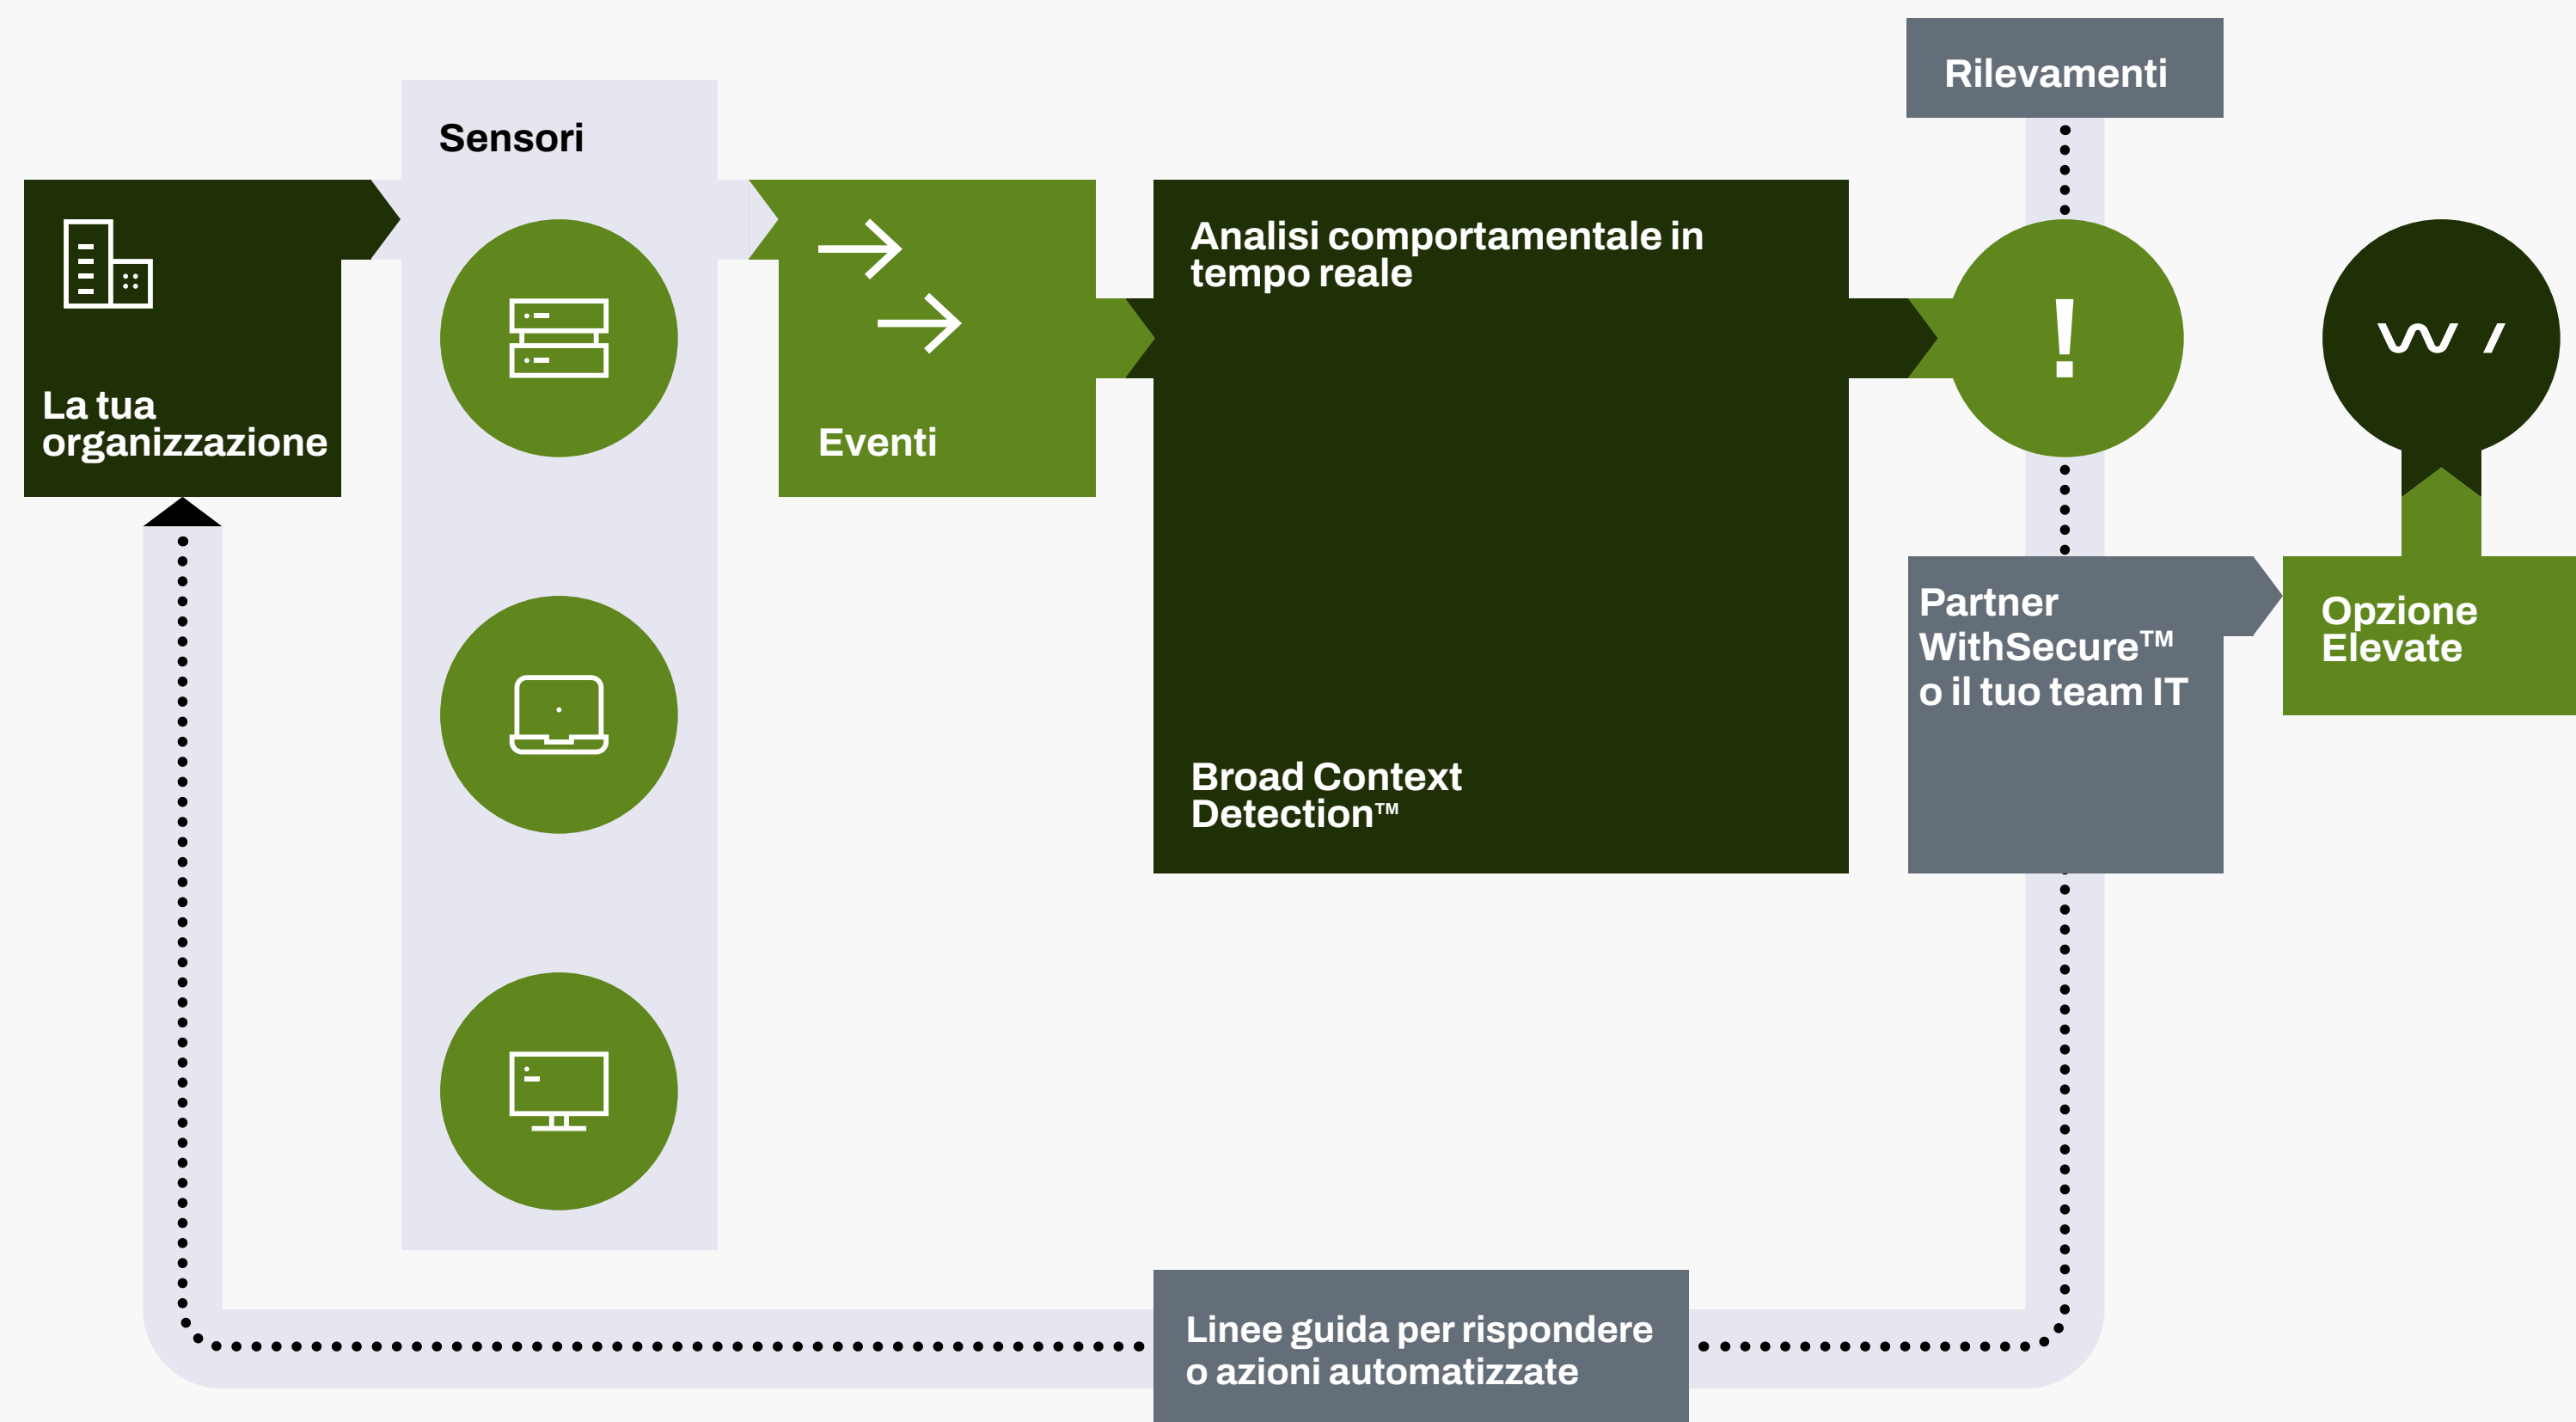 Rilevamenti
Sensori
La tua
organizzazione
Eventi
Analisi comportamentale in
tempo reale
Broad Context
Detection™
!
W /
Partner
WithSecure™
o il tuo team IT
Opzione
Elevate
Linee guida per rispondere
o azioni automatizzate